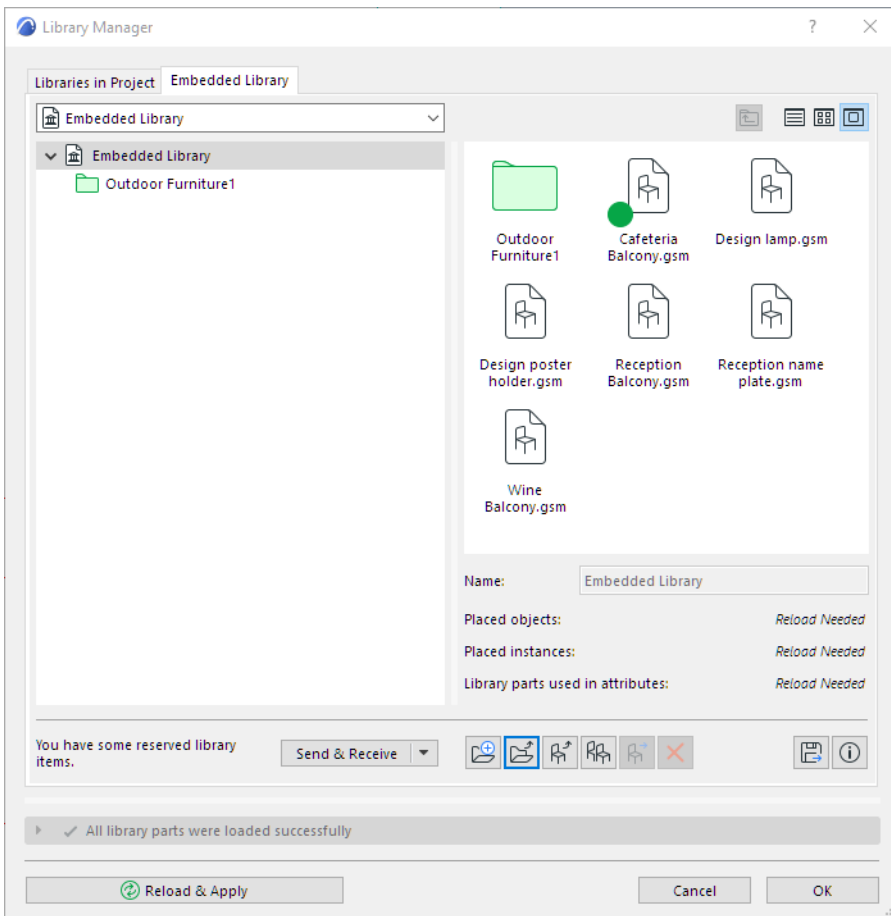 Library Manager
?
Libraries in Project
Embedded Library
Embedded Library
Embedded Library
Outdoor Furniture1
Outdoor
Furniture1
Cafeteria
Balcony.gsm
Design lamp.gsm
Design poster
holder.gsm
Reception
Balcony.gsm
Reception name
plate.gsm
Wine
Balcony.gsm
Name:
Embedded Library
Placed objects:
Reload Needed
Placed instances:
Reload Needed
Library parts used in attributes:
Reload Needed
You have some reserved library
items.
Send & Receive
All library parts were loaded successfully
Reload & Apply
Cancel
OK